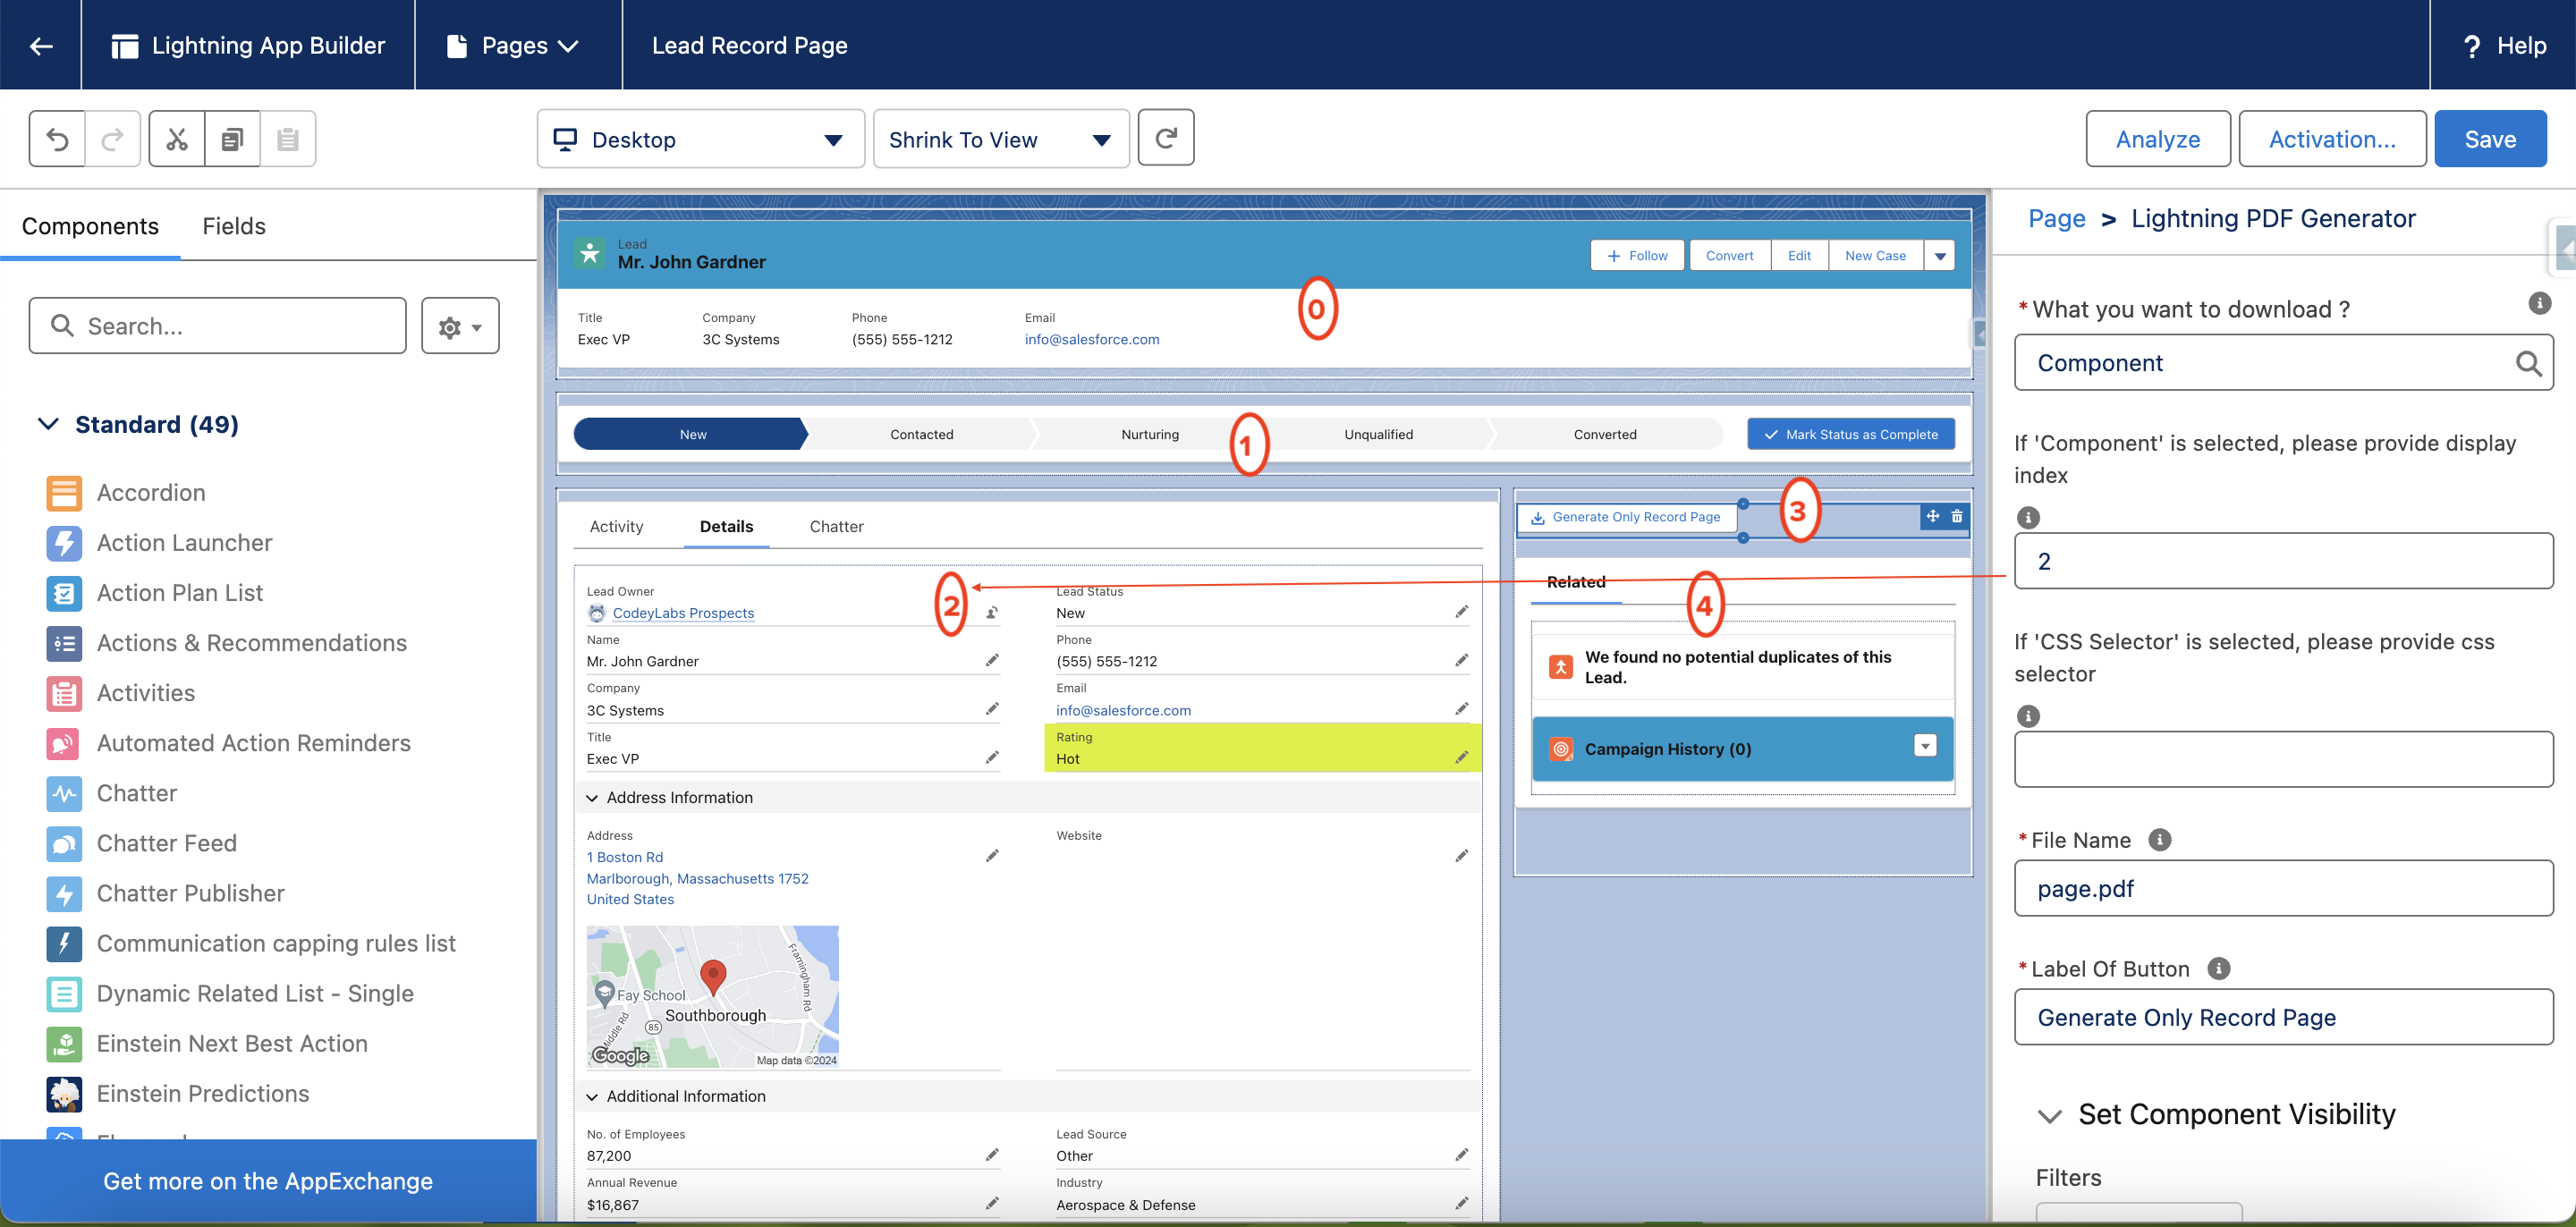 Lightning App Builder
Pages
Lead Record Page
? Help
Desktop
Shrink To View
Analyze
Activation...
Save
Components
Fields
Search...
Standard (49)
Accordion
Action Launcher
Action Plan List
Actions & Recommendations
Activities
Automated Action Reminders
Chatter
Chatter Feed
Chatter Publisher
Communication capping rules list
Dynamic Related List - Single
Einstein Next Best Action
Einstein Predictions
Get more on the AppExchange
Lead
Mr. John Gardner
+ Follow
Convert
Edit
New Case
0
Title
Company
Phone
Email
Exec VP
3C Systems
(555) 555-1212
info@salesforce.com
New
Contacted
Nurturing
1
Unqualified
Converted
Mark Status as Complete
Activity
Details
Chatter
Lead Owner
CodeyLabs Prospects
2
Lead Status
New
Name
Mr. John Gardner
Phone
(555) 555-1212
Company
3C Systems
Email
info@salesforce.com
Title
Exec VP
Rating
Hot
Address Information
Address
1 Boston Rd
Marlborough, Massachusetts 1752
United States
Website
Framingham Rd
Fay School
Southborough
Middle Rd
85
Google
Map data ©2024
Additional Information
No. of Employees
87,200
Lead Source
Other
Annual Revenue
$16,867
Industry
Aerospace & Defense
Generate Only Record Page
3
Related
4
We found no potential duplicates of this
Lead.
Campaign History (0)
Page > Lightning PDF Generator
*What you want to download ?
Component
If 'Component' is selected, please provide display
index
2
If 'CSS Selector' is selected, please provide css
selector
*File Name
page.pdf
*Label Of Button
Generate Only Record Page
Set Component Visibility
Filters